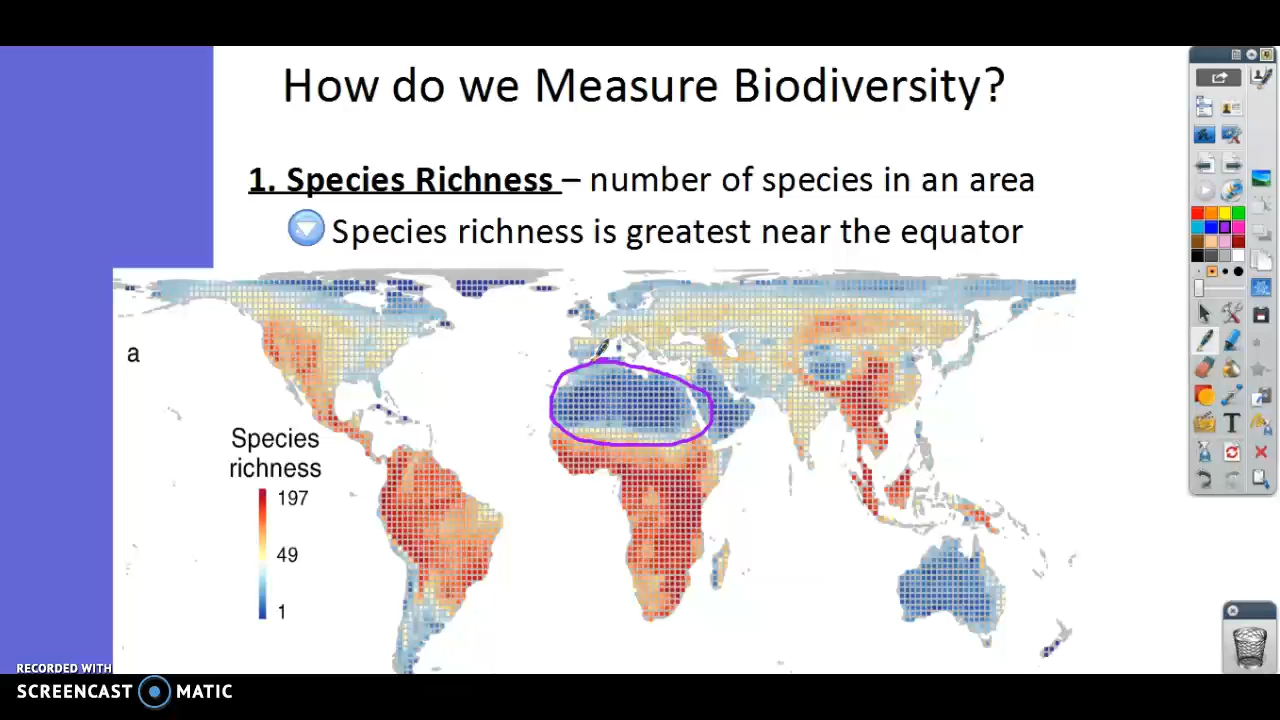 How do we Measure Biodiversity?
1. Species Richness – number of species in an area
Species richness is greatest near the equator
a
Species
richness
197
49
1
T
RECORDED WITH
SCREENCAST MATIC